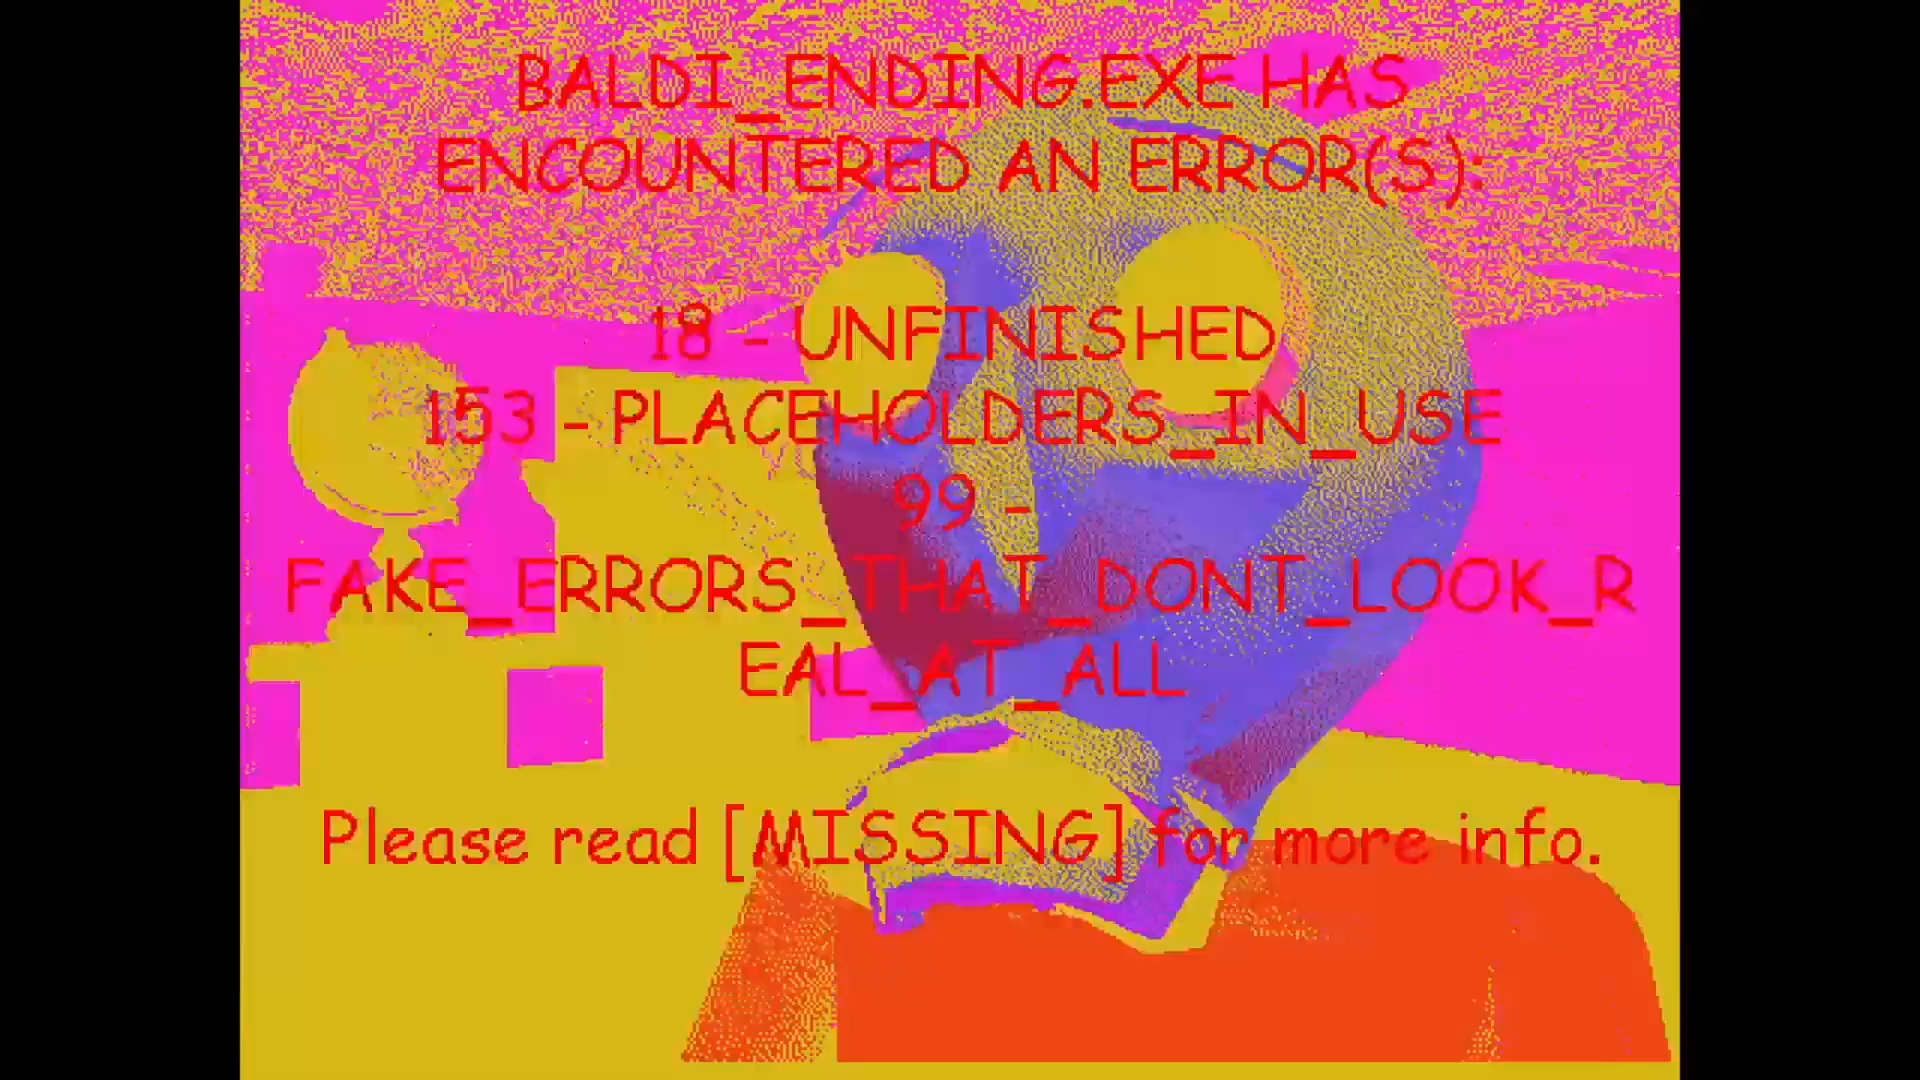 BALDI_ENDING.EXE HAS
ENCOUNTERED AN ERROR(S):
18 - UNFINISHED
153 - PLACEHOLDERS_IN_USE
99 -
FAKE_ERRORS_THAT_DONT_LOOK_R
EAL_AT_ALL
Please read [MISSING] for more info.